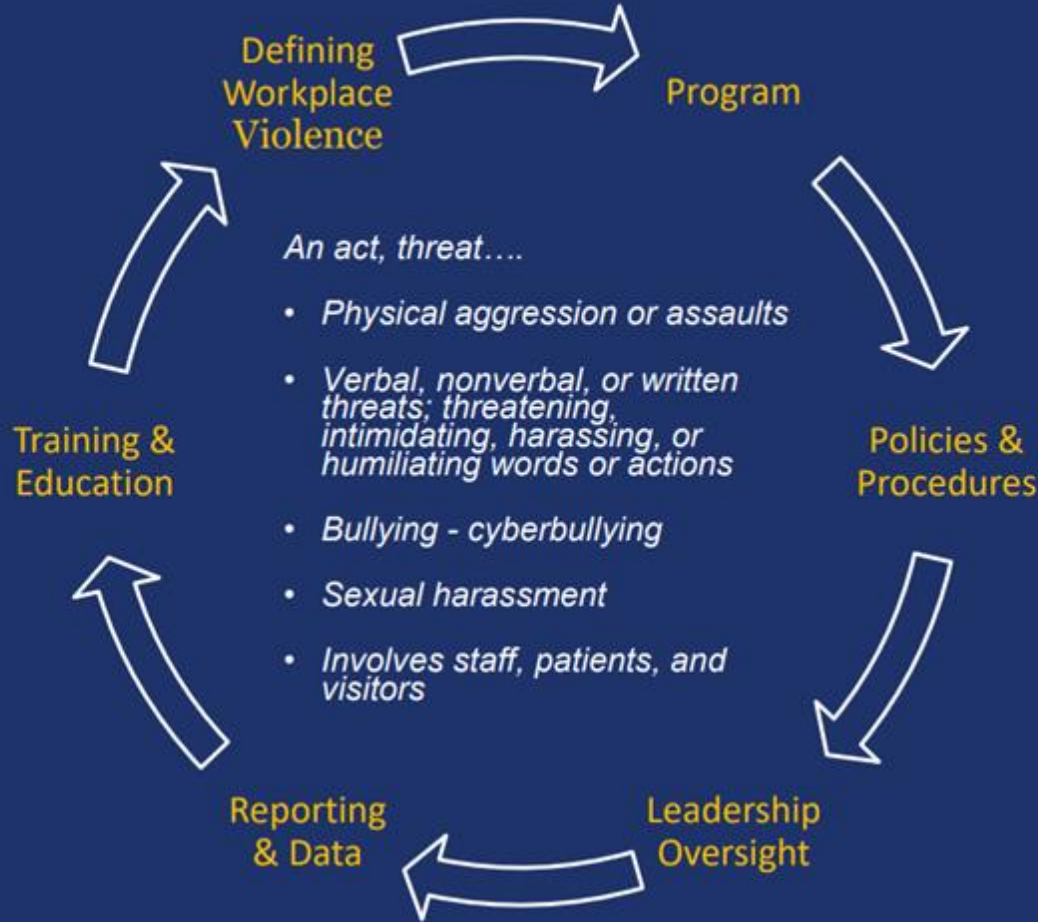 Defining
Workplace
Violence
Program
An act, threat….
• Physical aggression or assaults
• Verbal, nonverbal, or written
threats; threatening,
intimidating, harassing, or
humiliating words or actions
• Bullying - cyberbullying
• Sexual harassment
• Involves staff, patients, and
visitors
Training &
Education
Policies &
Procedures
Reporting
& Data
Leadership
Oversight